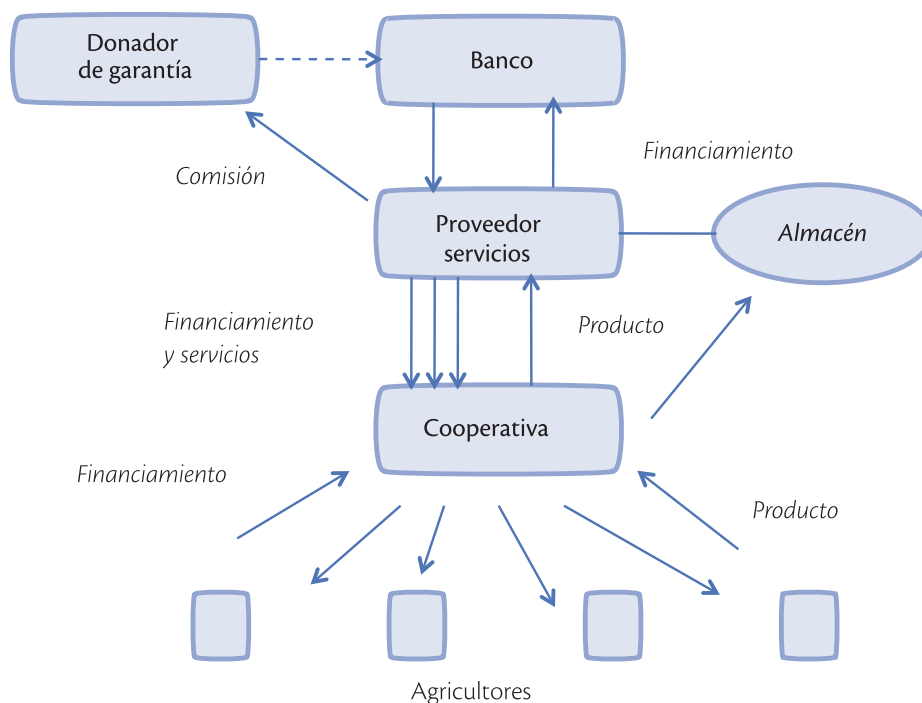 Donador
de garantía
Banco
Comisión
Financiamiento
Proveedor
servicios
Almacén
Financiamiento
y servicios
Producto
Cooperativa
Financiamiento
Producto
Agricultores